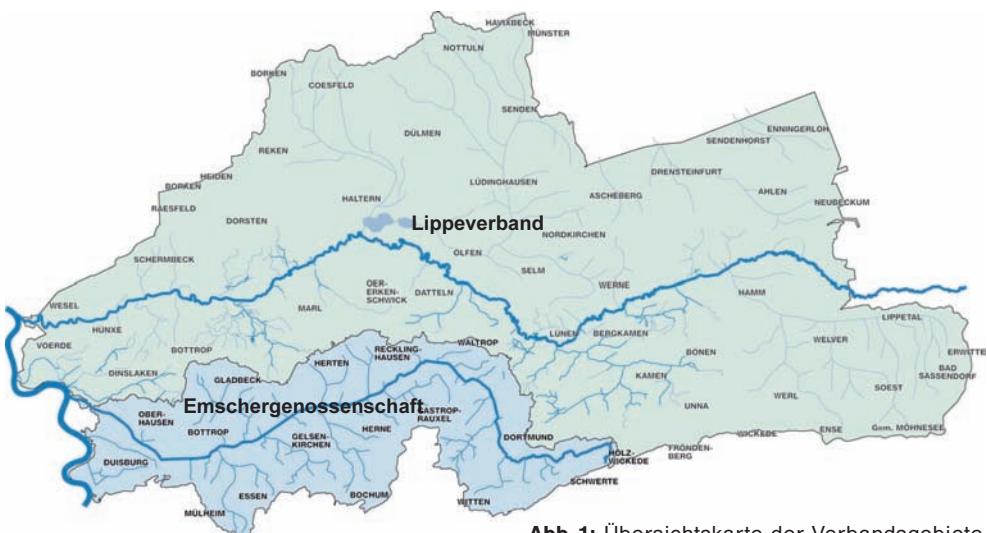 HAVIXBECK
MÜNSTER
NOTTULN
BORKEN
COESFELD
SENDEN
DÜLMEN
ENNINGERLOH
SENDENHORST
REKEN
DRENSTEINFURT
HEIDEN
LÜDINGHAUSEN
BORKEN
ASCHEBERG
AHLEN
HALTERN
NEUBECKUM
RAESFELD
DORSTEN
Lippeverband
NORDKIRCHEN
OLFEN
SCHERMBECK
SELM
OER-
ERKEN-
SCHWICK
DATTELN
WERNE
HAMM
WESEL
MARL
LIPPETAL
HÜNXE
LÜNEN
BERGKAMEN
WELVER
VOERDE
WALTROP
RECKLING-
HAUSEN
BOTTROP
HERTEN
BÖNEN
ERWITTE
BAD
SASSENDORF
DINSLAKEN
GLADBECK
KAMEN
SOEST
Emschergenossenschaft
WERL
UNNA
OBER-
HAUSEN
CASTROP-
RAUXEL
BOTTROP
HERNE
GELSEN-
KIRCHEN
DORTMUND
WICKEDE
ENSE
Gem. MÖHNESEE
FRÖNDEN-
BERG
HOLZ-
WICKEDE
DUISBURG
SCHWERTE
ESSEN
BOCHUM
WITTEN
MÜLHEIM
Abb 1: Übersichtskarte der Verbandsgebiete